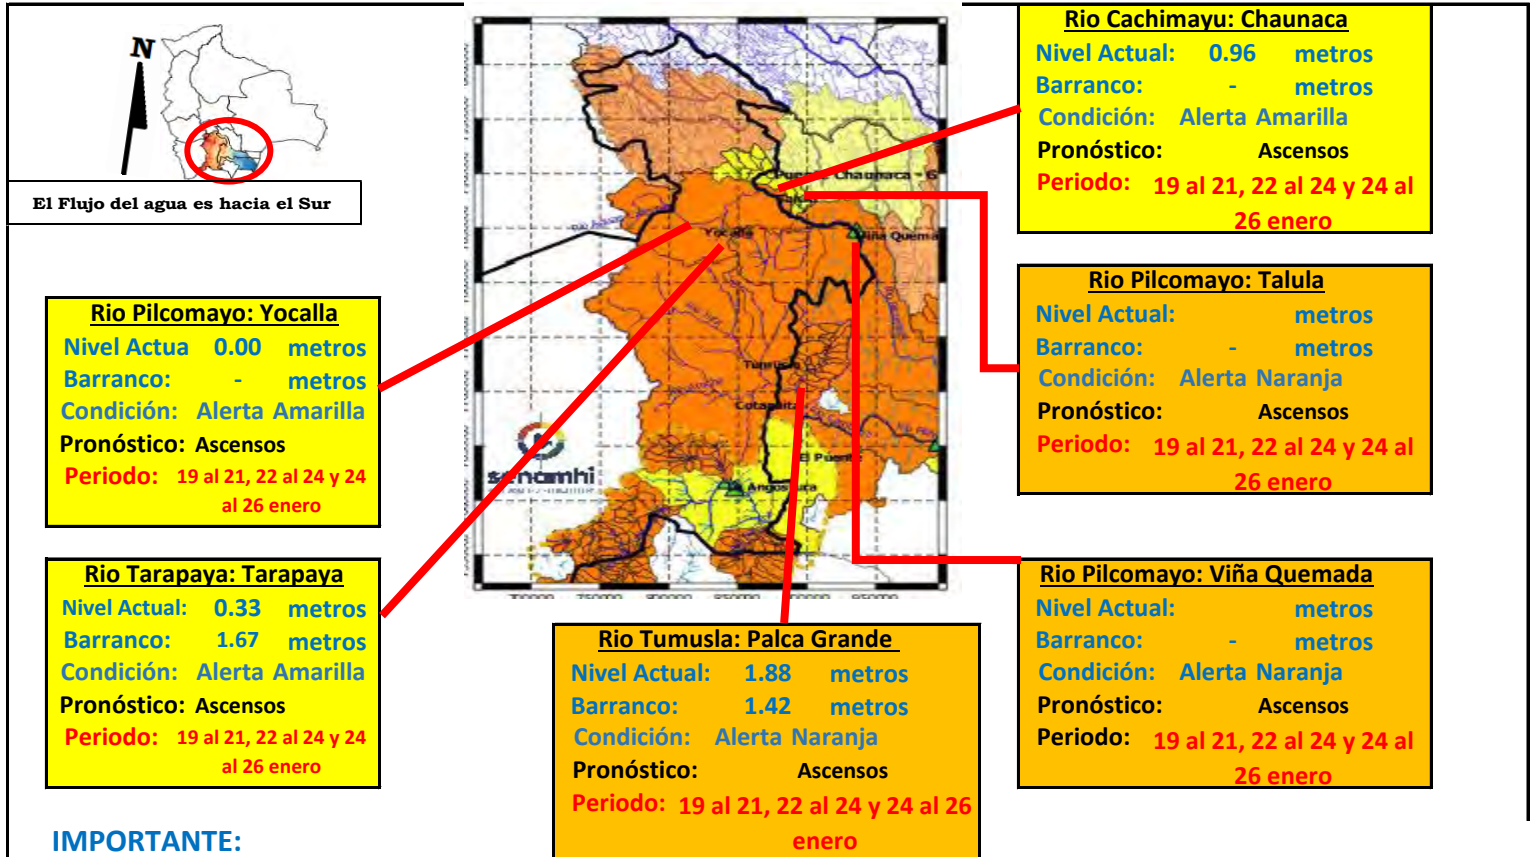 N
El Flujo del agua es hacia el Sur
Rio Pilcomayo: Yocalla
Nivel Actua 0.00 metros
Barranco: - metros
Condición: Alerta Amarilla
Pronóstico: Ascensos
Periodo: 19 al 21, 22 al 24 y 24
al 26 enero
Rio Tarapaya: Tarapaya
Nivel Actual: 0.33 metros
Barranco: 1.67 metros
Condición: Alerta Amarilla
Pronóstico: Ascensos
Periodo: 19 al 21, 22 al 24 y 24
al 26 enero
IMPORTANTE:
Chaunaca - 6
Yocalla
Viña Quema
Tumusla
Cotagaita
El Puente
Angostura
senamhi
700000 750000 800000 850000 900000 950000
Rio Tumusla: Palca Grande
Nivel Actual: 1.88 metros
Barranco: 1.42 metros
Condición: Alerta Naranja
Pronóstico: Ascensos
Periodo: 19 al 21, 22 al 24 y 24 al 26
enero
Rio Cachimayu: Chaunaca
Nivel Actual: 0.96 metros
Barranco: - metros
Condición: Alerta Amarilla
Pronóstico: Ascensos
Periodo: 19 al 21, 22 al 24 y 24 al
26 enero
Rio Pilcomayo: Talula
Nivel Actual: metros
Barranco: - metros
Condición: Alerta Naranja
Pronóstico: Ascensos
Periodo: 19 al 21, 22 al 24 y 24 al
26 enero
Rio Pilcomayo: Viña Quemada
Nivel Actual: metros
Barranco: - metros
Condición: Alerta Naranja
Pronóstico: Ascensos
Periodo: 19 al 21, 22 al 24 y 24 al
26 enero